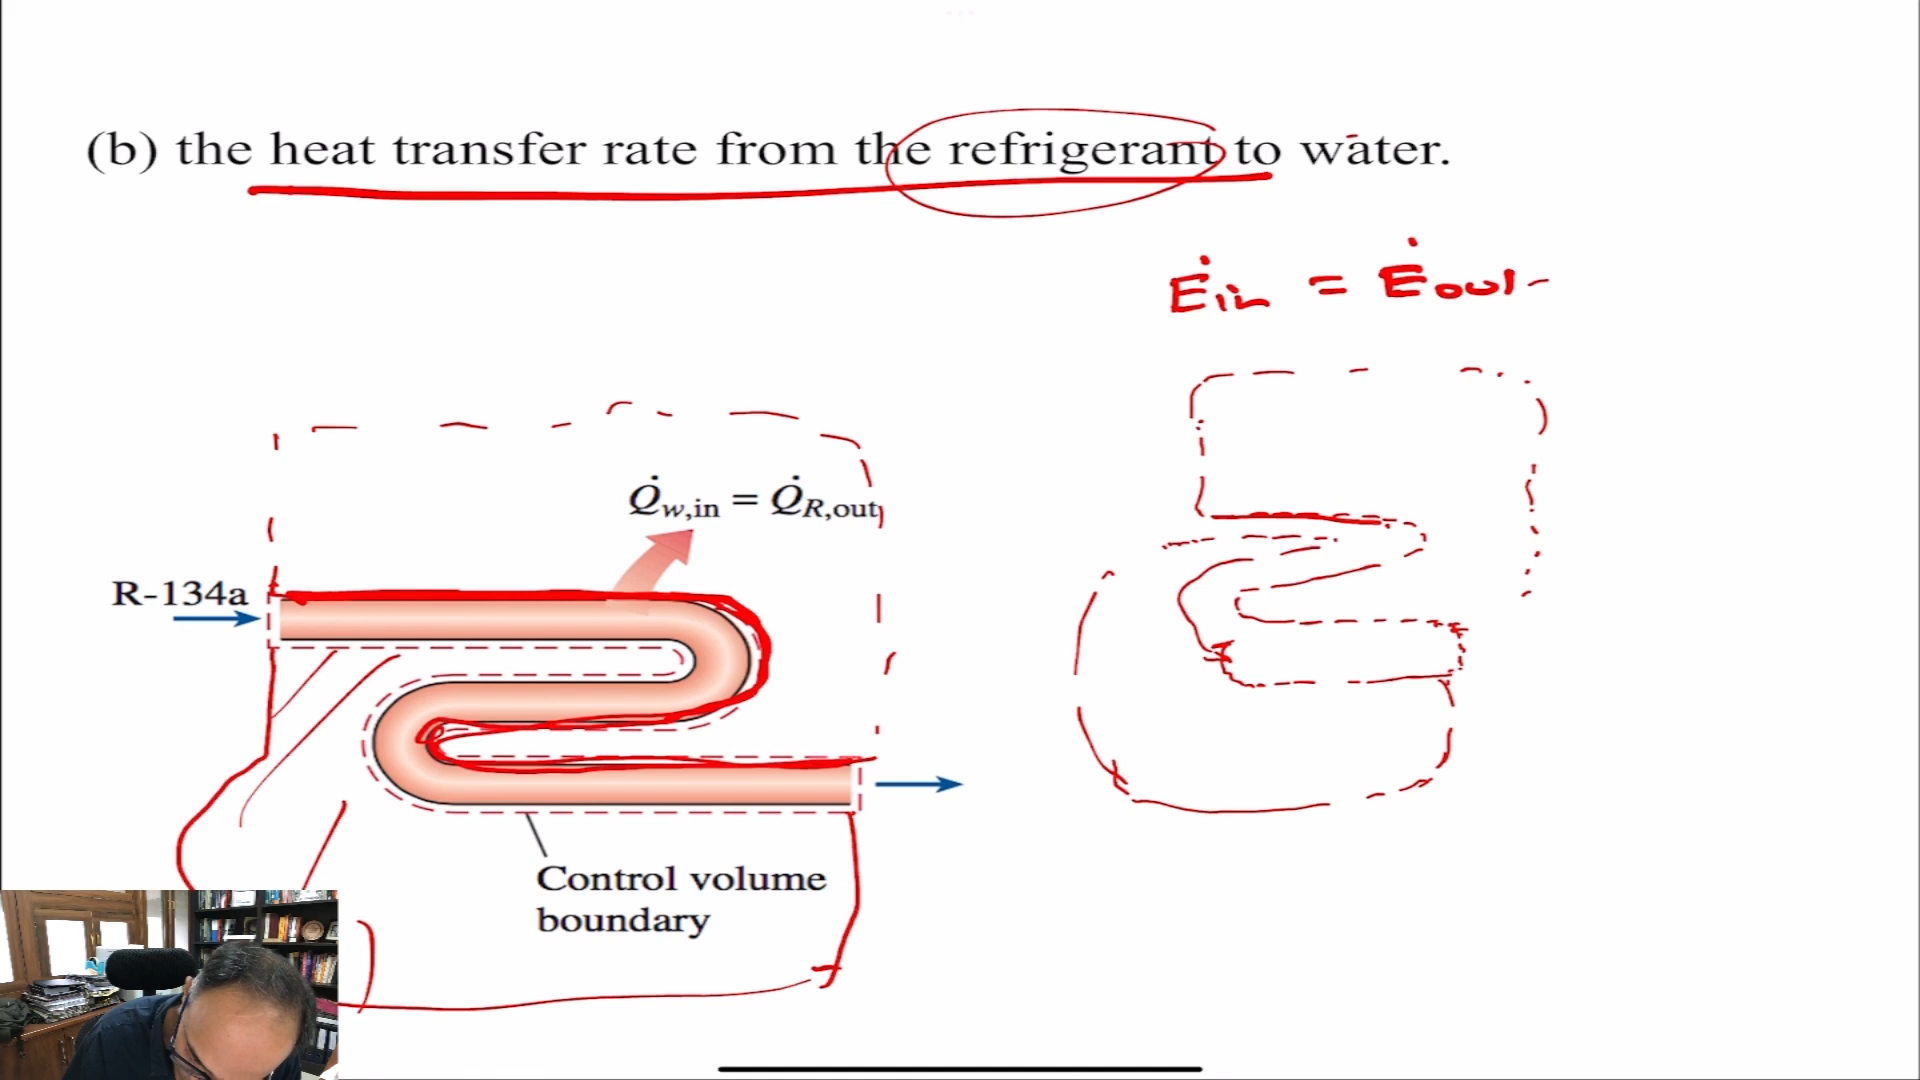 (b) the heat transfer rate from the refrigerant to water.
Ėin = Ėout
Q̇w,in = Q̇R,out
R-134a
Control volume
boundary